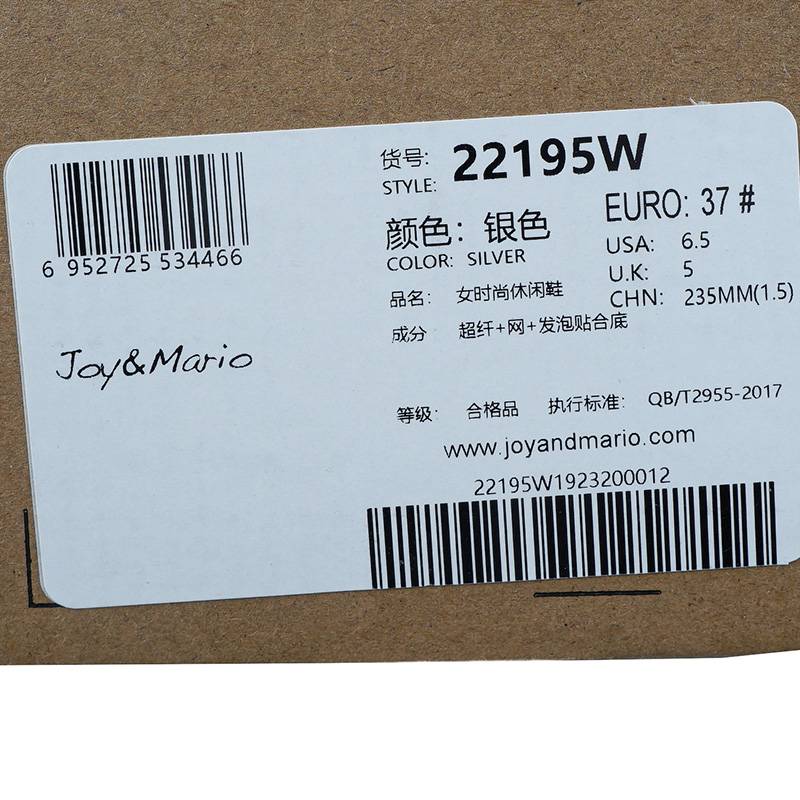 6 952725 534466
Joy&Mario
货号: 22195W
STYLE:
颜色: 银色
COLOR: SILVER
EURO: 37 #
USA: 6.5
U.K: 5
CHN: 235MM(1.5)
品名: 女时尚休闲鞋
成分 超纤+网+发泡贴合底
等级: 合格品 执行标准: QB/T2955-2017
www.joyandmario.com
22195W1923200012